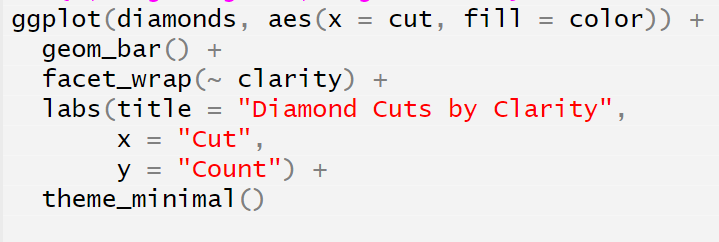 ggplot(diamonds, aes(x = cut, fill = color)) +
  geom_bar() +
  facet_wrap(~ clarity) +
  labs(title = "Diamond Cuts by Clarity",
       x = "Cut",
       y = "Count") +
  theme_minimal()